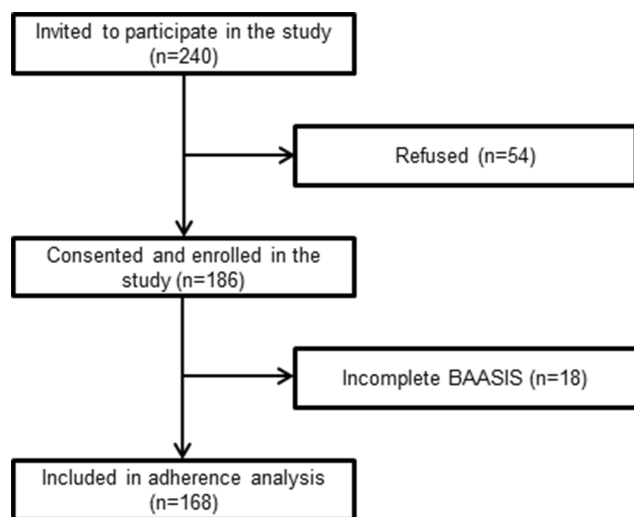 Invited to participate in the study
(n=240)
Refused (n=54)
Consented and enrolled in the
study (n=186)
Incomplete BAASIS (n=18)
Included in adherence analysis
(n=168)